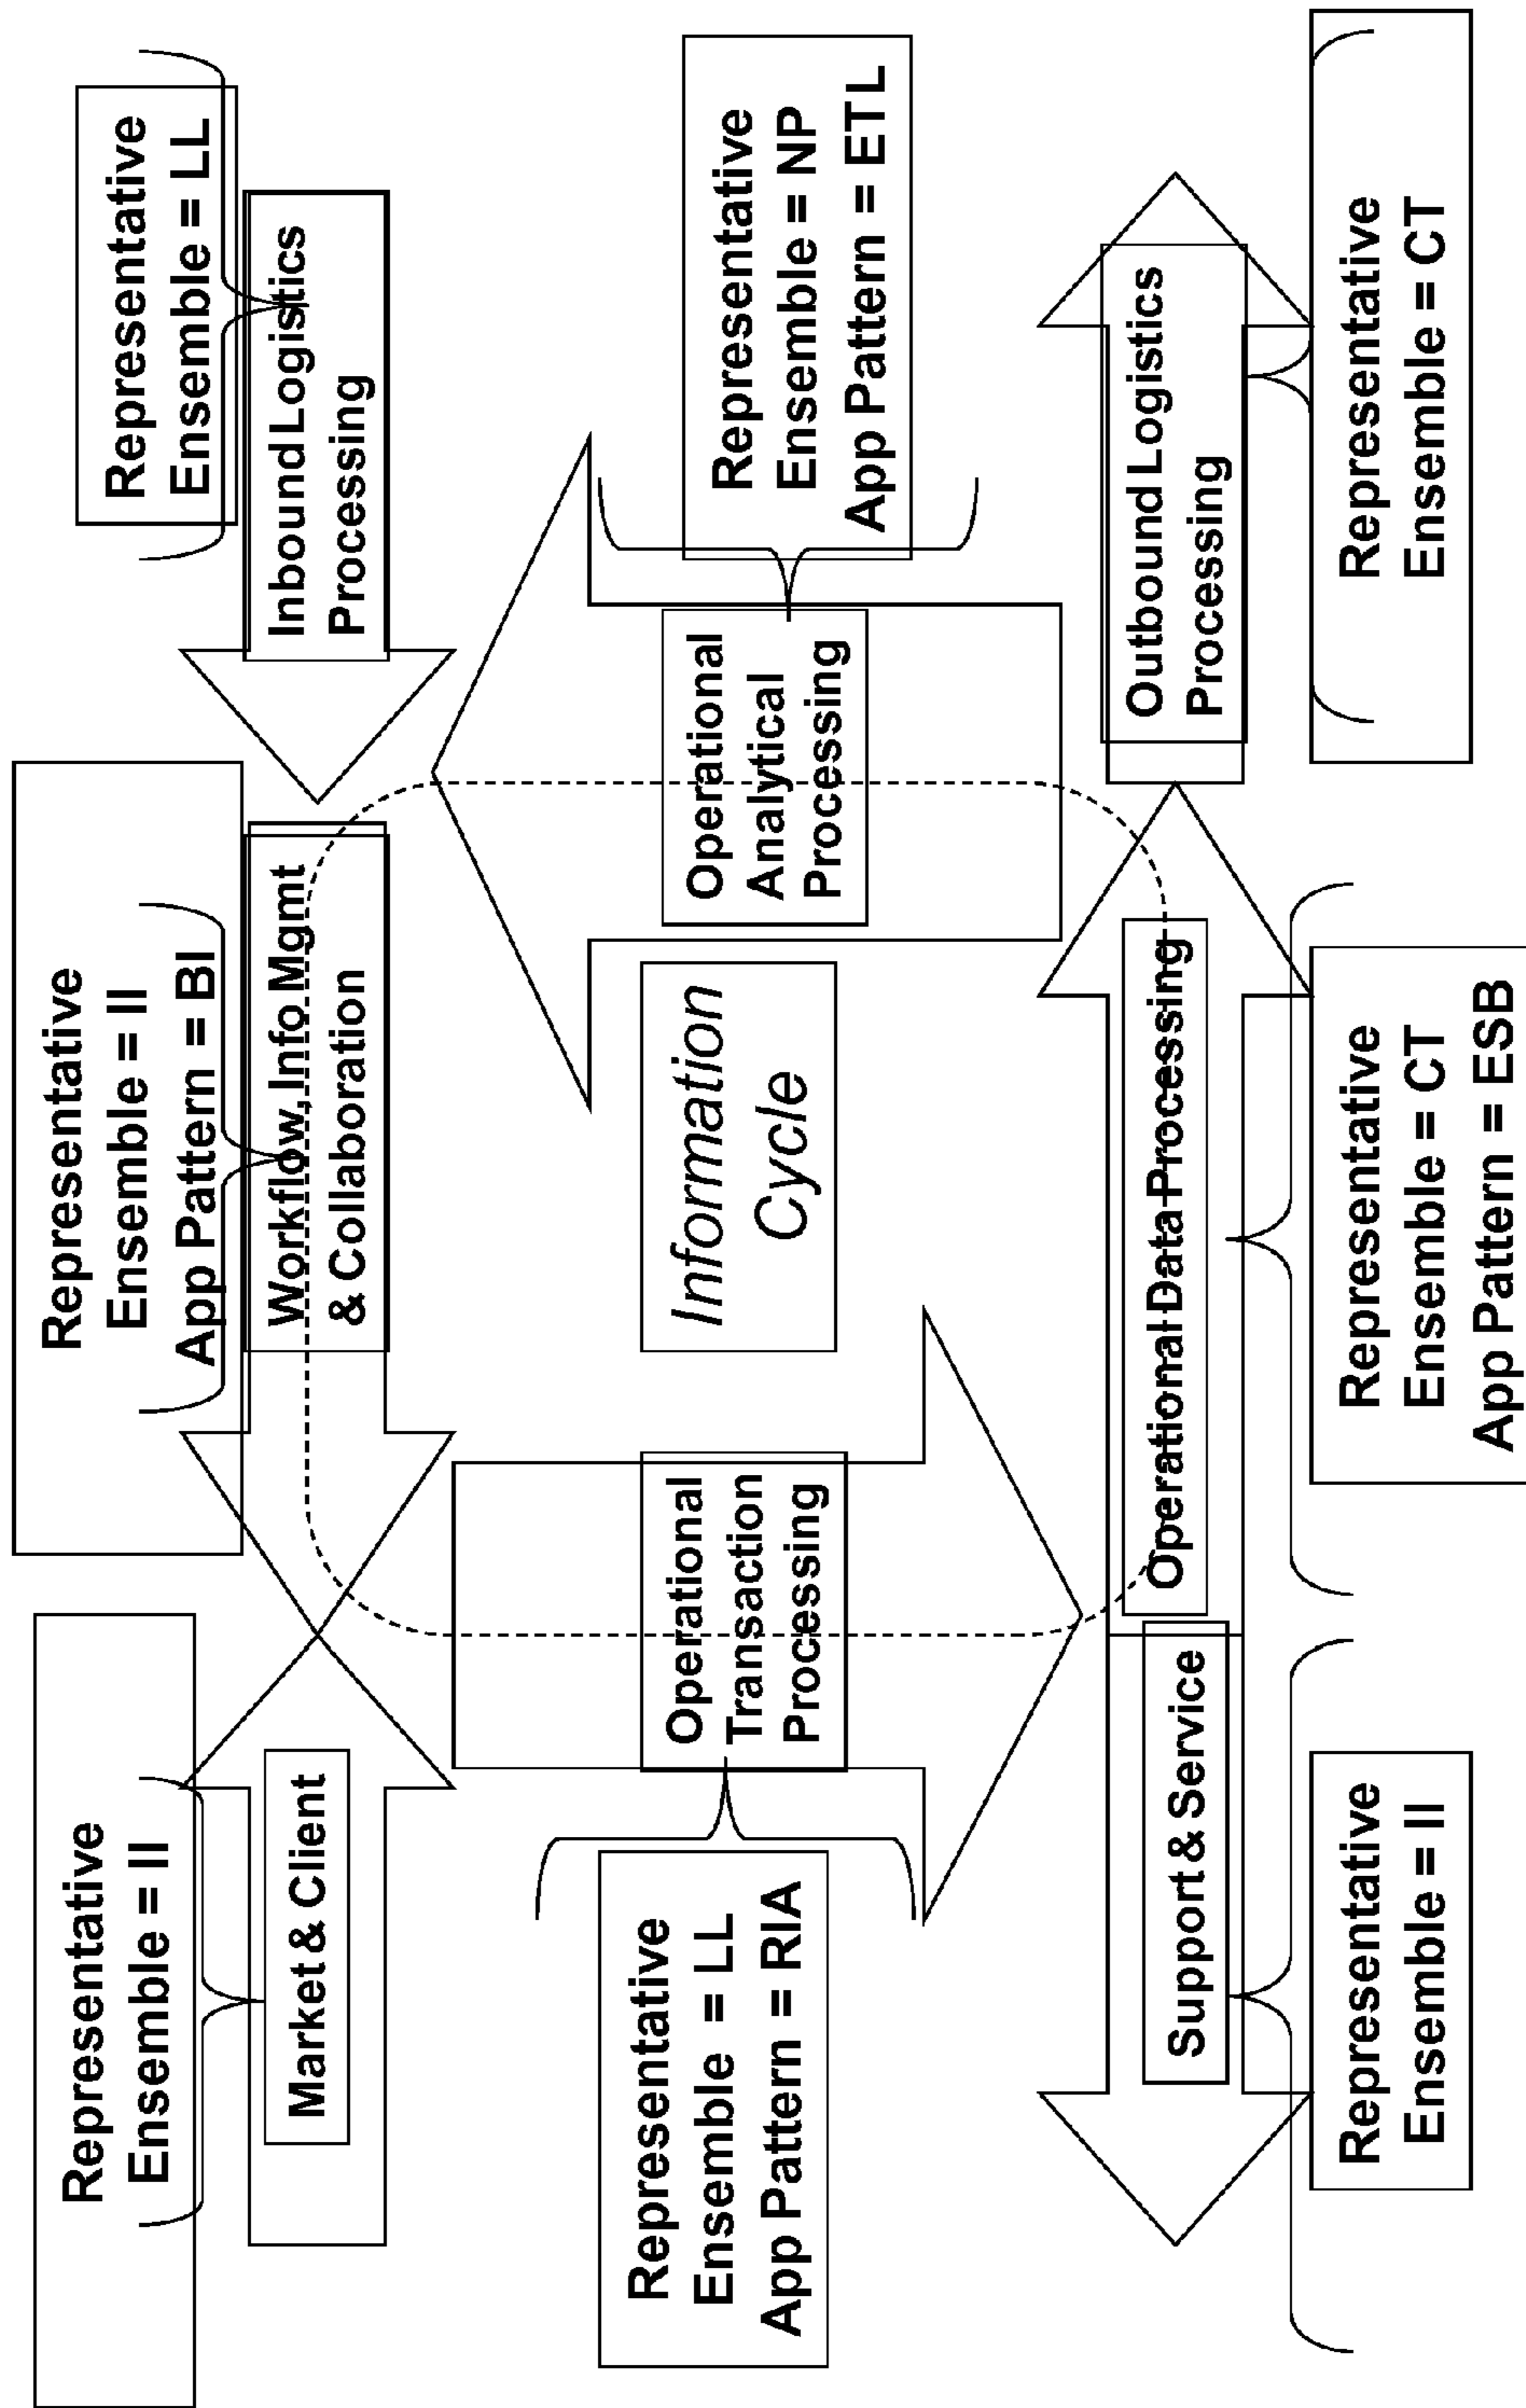 Representative
Ensemble = II
Representative
Ensemble = II
App Pattern = BI
Representative
Ensemble = LL
Market & Client
Workflow, Info Mgmt
& Collaboration
Inbound Logistics
Processing
Representative
Ensemble = LL
App Pattern = RIA
Operational
Transaction
Processing
Information
Cycle
Operational
Analytical
Processing
Representative
Ensemble = NP
App Pattern = ETL
Support & Service
Operational Data Processing
Outbound Logistics
Processing
Representative
Ensemble = II
Representative
Ensemble = CT
App Pattern = ESB
Representative
Ensemble = CT